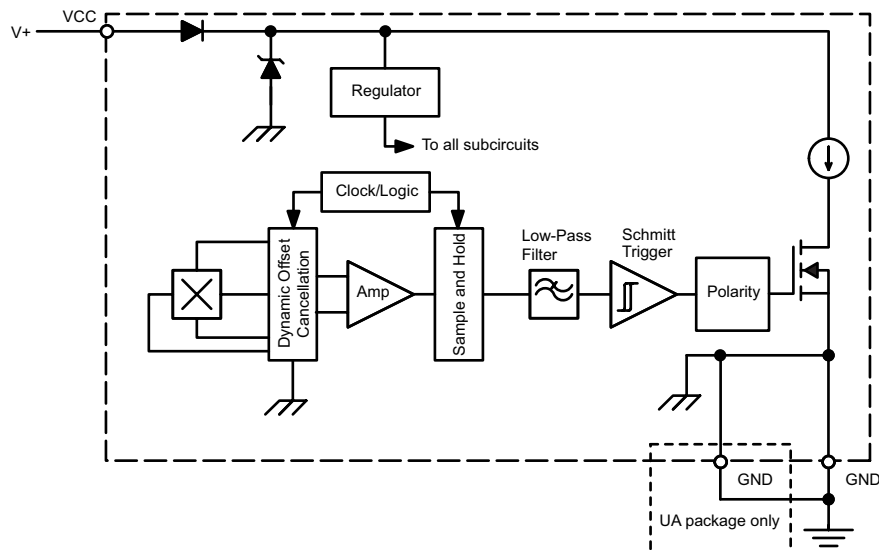 VCC
V+
Regulator
To all subcircuits
Clock/Logic
Dynamic Offset
Cancellation
Amp
Sample and Hold
Low-Pass
Filter
Schmitt
Trigger
Polarity
GND
GND
UA package only